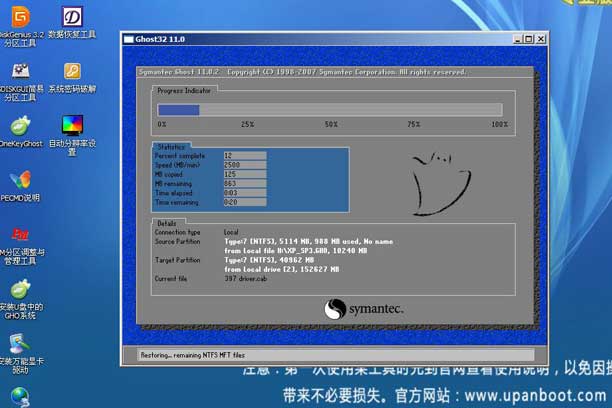 DiskGenius 3.2
分区工具
数据恢复工具
DISKGUI简易
分区工具
系统密码破解
OneKeyGhost
自动分辨率设
置
PECMD说明
PM分区调整与
管理工具
安装U盘中的
GHO系统
安装万能显卡
驱动
Ghost32 11.0
Symantec Ghost 11.0.2 Copyright (C) 1998-2007 Symantec Corporation. All rights reserved.
Progress Indicator
0% 25% 50% 75% 100%
Statistics
Percent complete 12
Speed (MB/min) 2500
MB copied 125
MB remaining 863
Time elapsed 0:03
Time remaining 0:20
Details
Connection type Local
Source Partition Type:7 [NTFS], 5114 MB, 988 MB used, No name
from Local file H:\XP_SP3.GHO, 10240 MB
Target Partition Type:7 [NTFS], 40962 MB
from Local drive [2], 152627 MB
Current file 397 driver.cab
symantec.
Restoring... remaining NTFS MFT files
注意：第一次使用某工具时先到官网查看使用说明，以免因
带来不必要损失。官方网站：www.upanboot.com